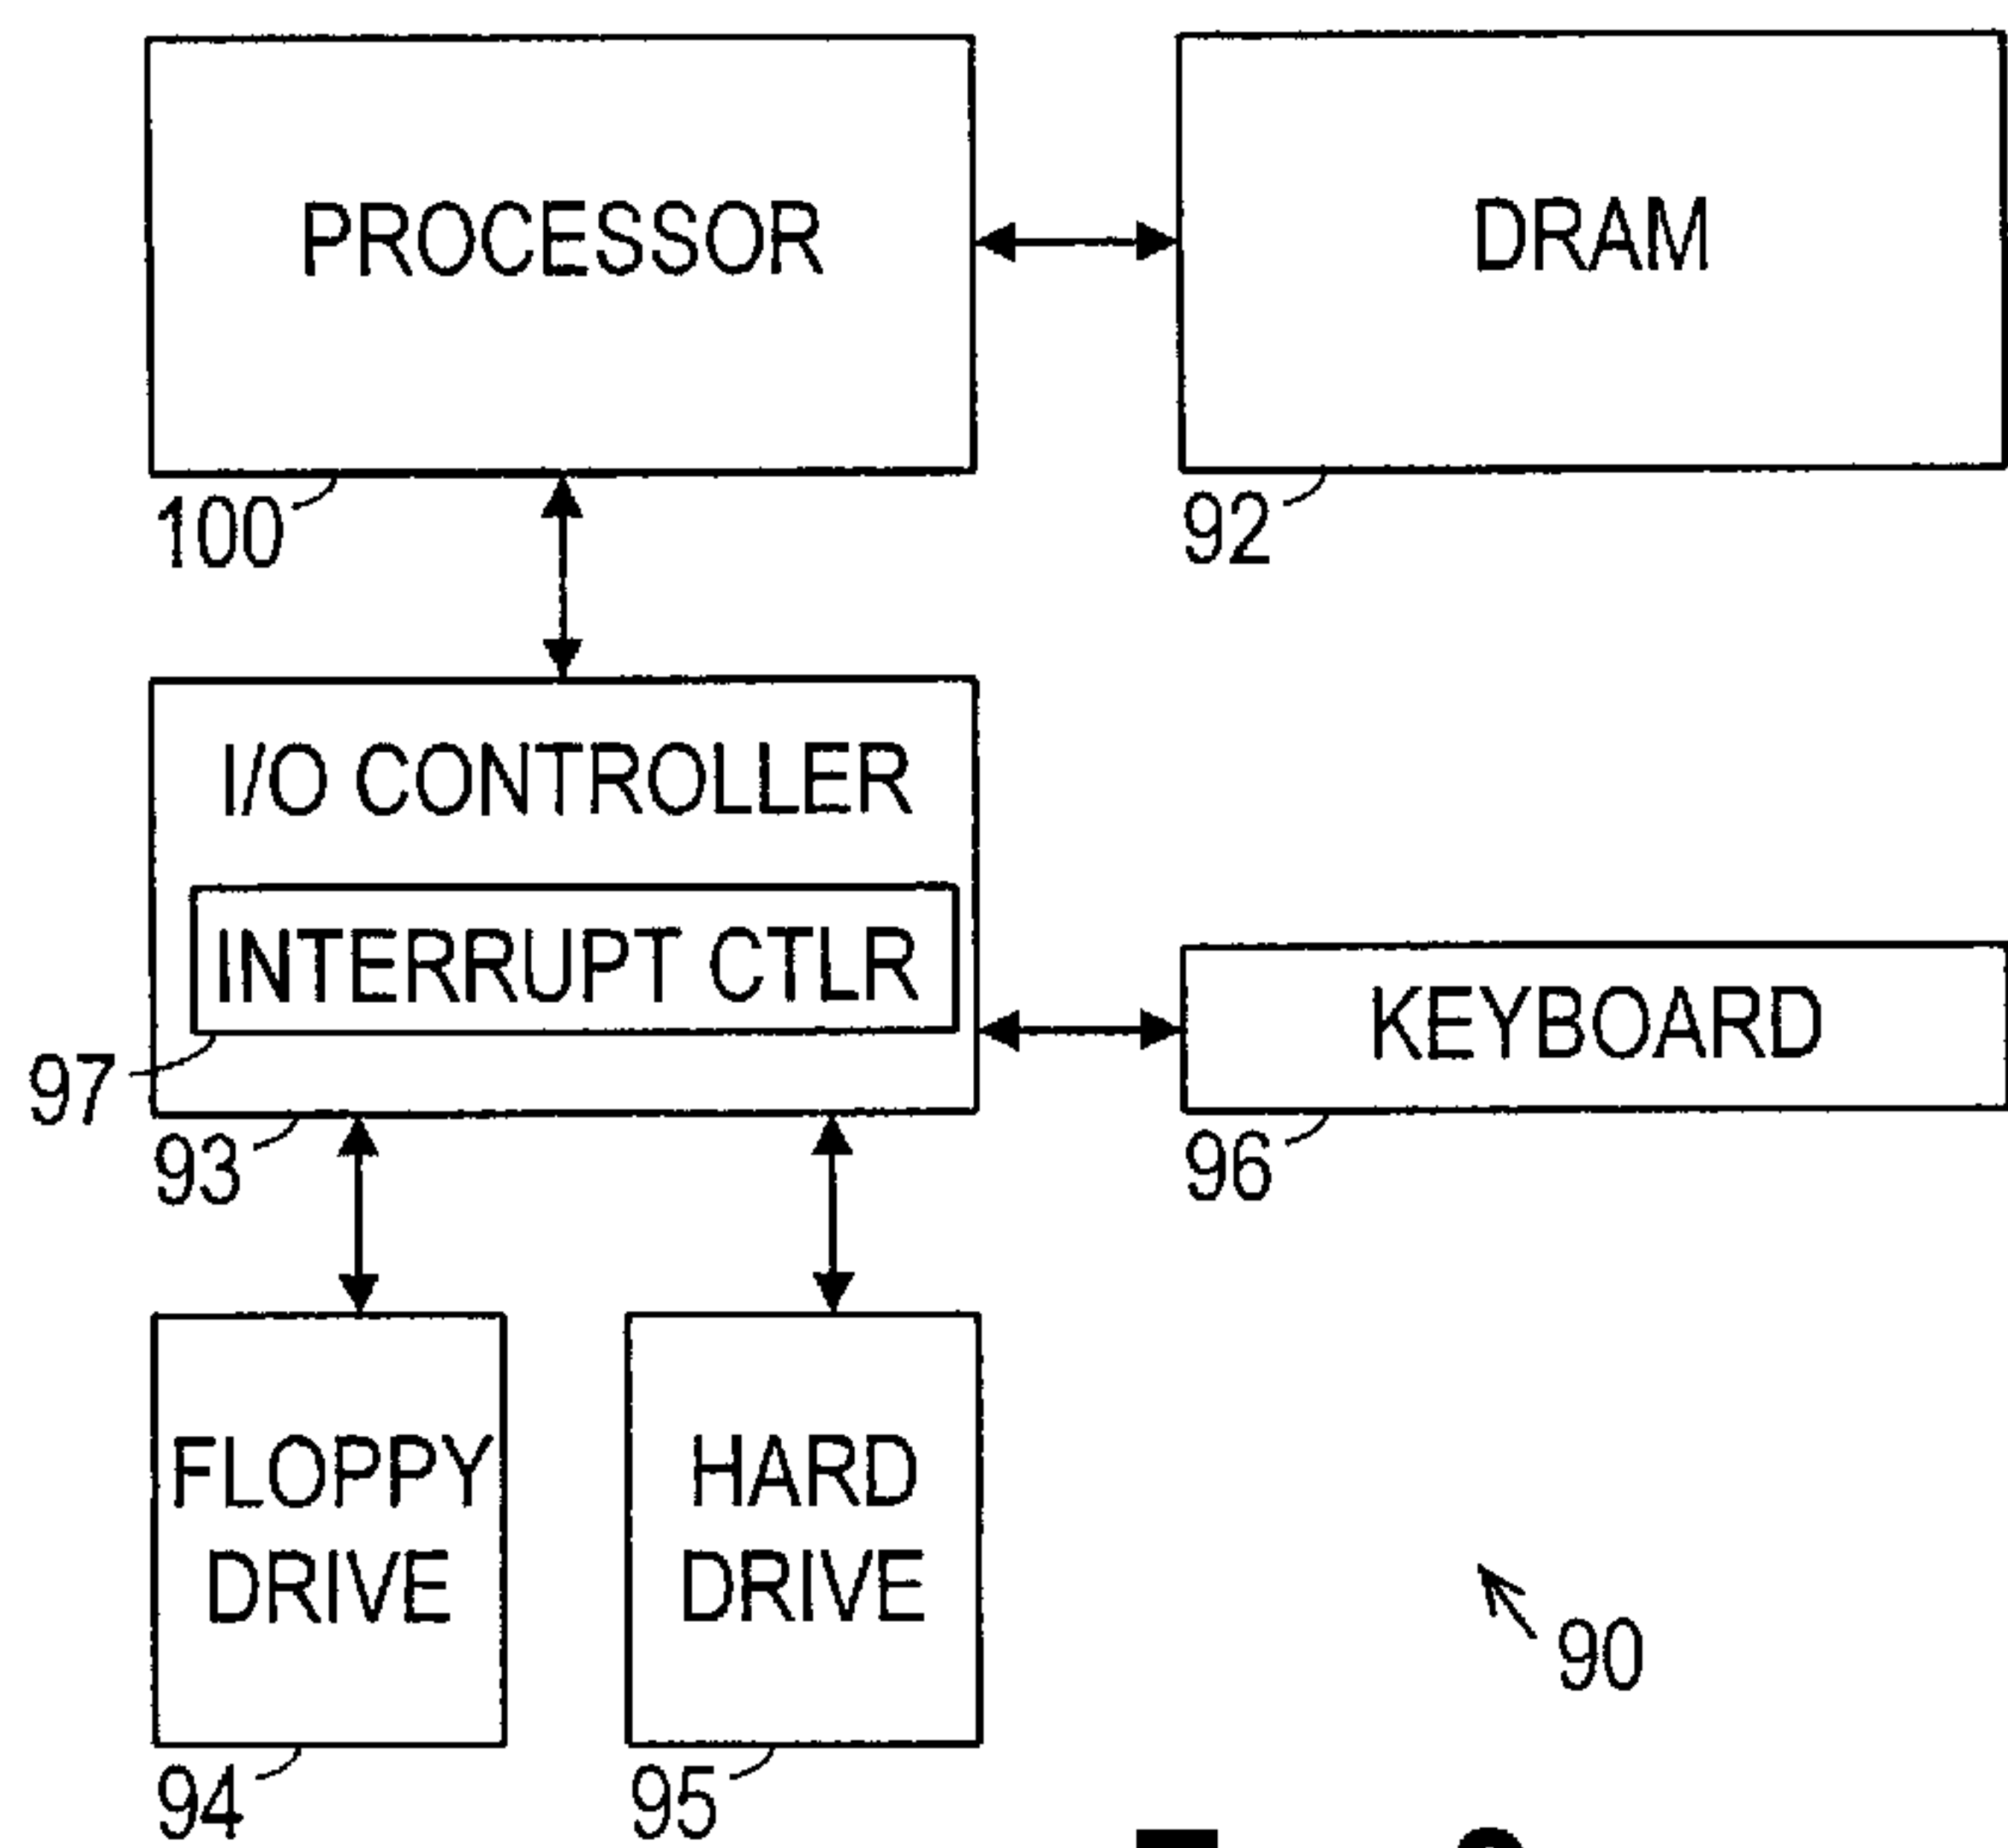 PROCESSOR
DRAM
100
92
I/O CONTROLLER
INTERRUPT CTLR
KEYBOARD
97
93
96
FLOPPY
DRIVE
HARD
DRIVE
90
94
95